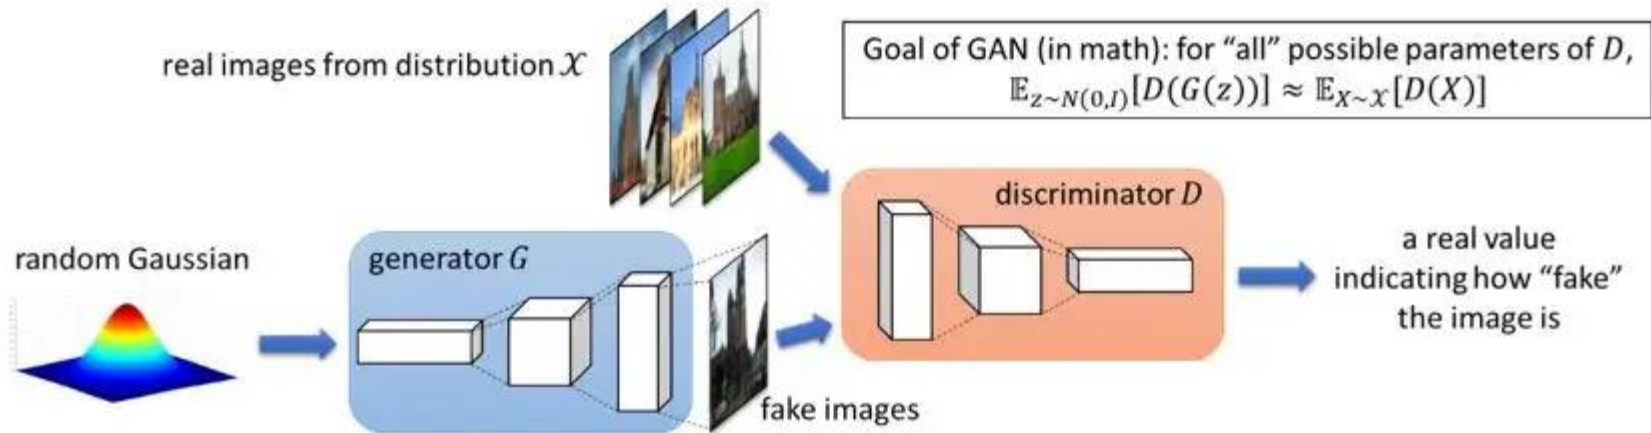 real images from distribution 𝒳
Goal of GAN (in math): for “all” possible parameters of D,
𝔼_{z~N(0,I)}[D(G(z))] ≈ 𝔼_{X~𝒳}[D(X)]
discriminator D
random Gaussian
generator G
a real value
indicating how “fake”
the image is
fake images